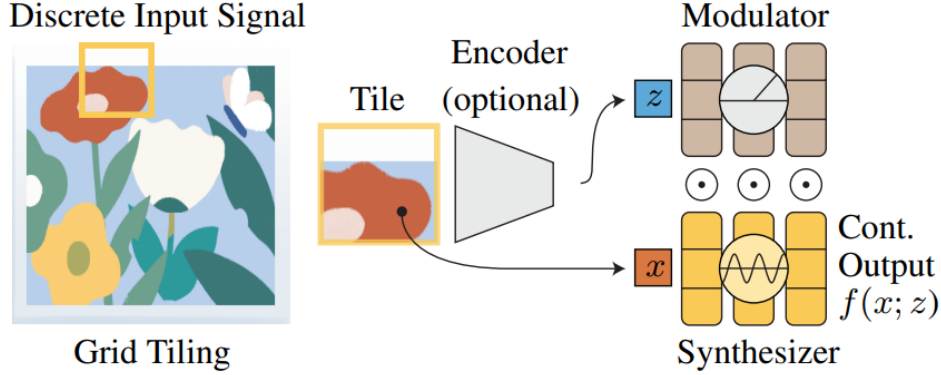 Discrete Input Signal
Grid Tiling
Tile
Encoder
(optional)
z
x
Modulator
Cont.
Output
f(x; z)
Synthesizer